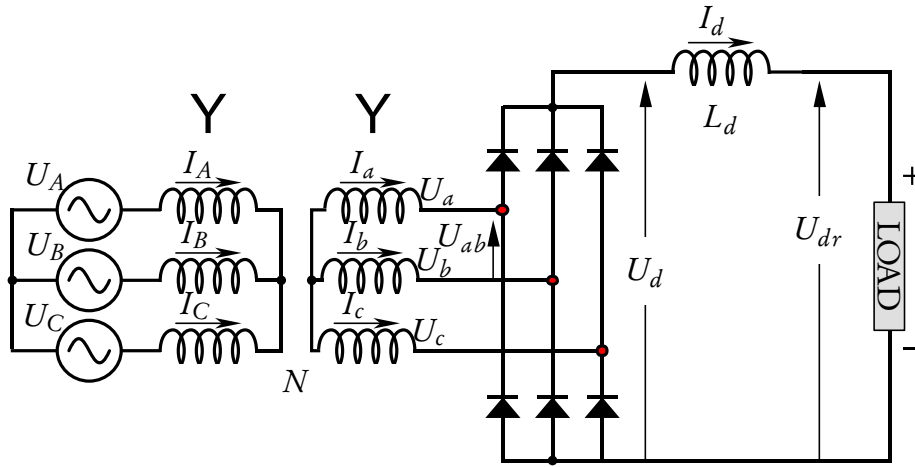 I_d
L_d
Y Y
U_A I_A I_a U_a
U_B I_B I_b U_ab U_b
U_C I_C I_c U_c
N
U_d
U_dr
+
LOAD
−